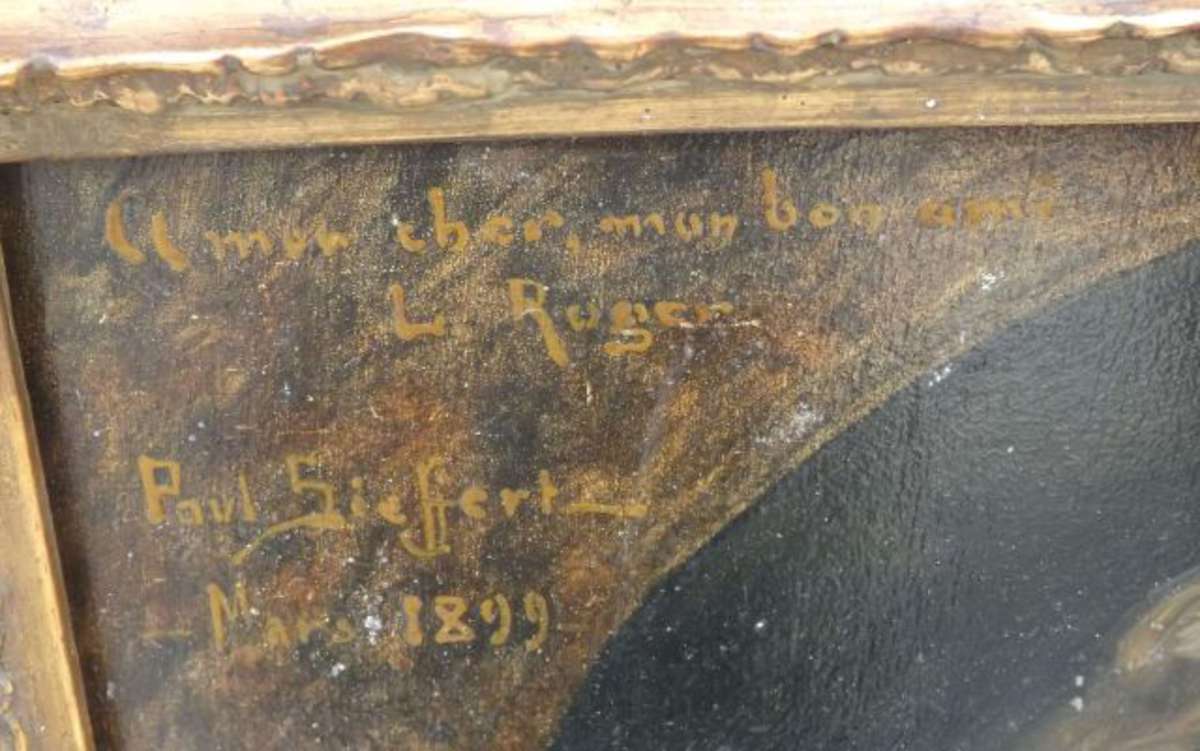 A mon cher, mon bon ami
L Roger
Paul Sieffert
Mars 1899